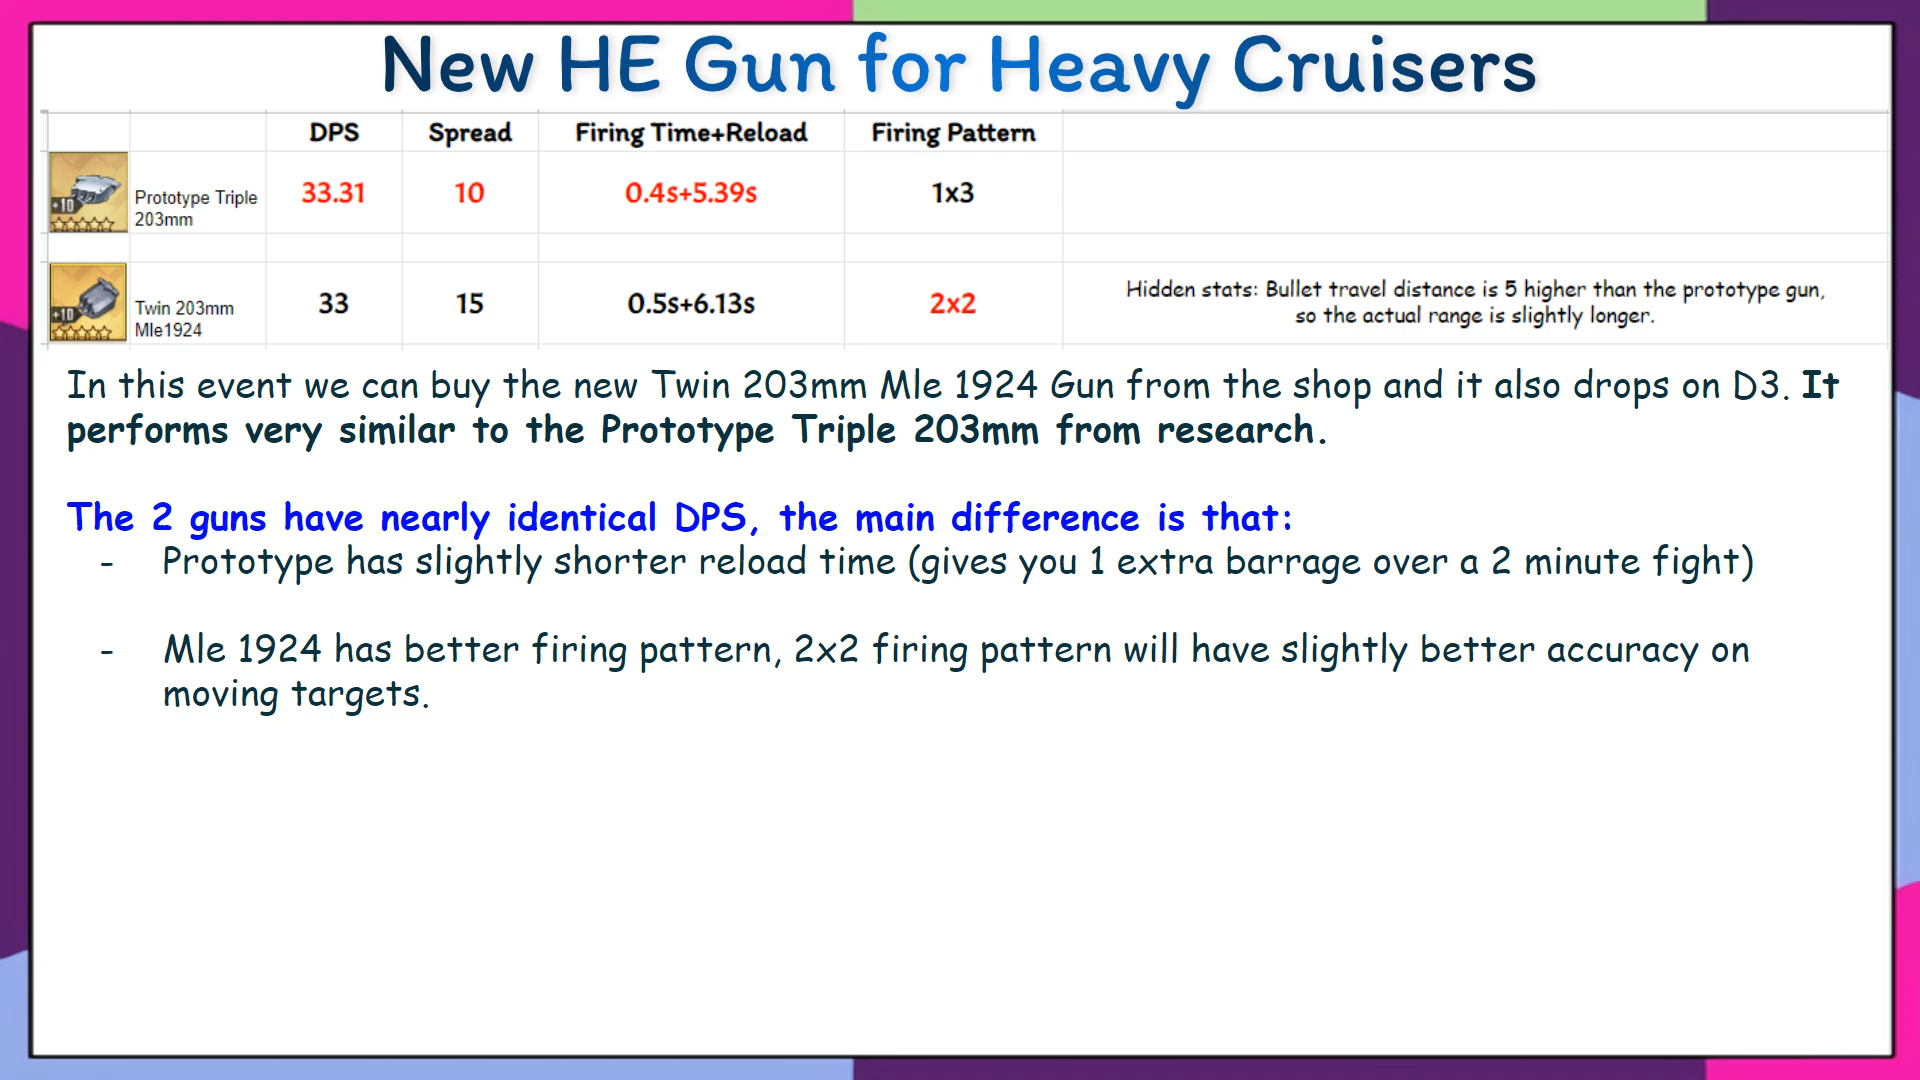 New HE Gun for Heavy Cruisers
DPS Spread Firing Time+Reload Firing Pattern
+10 Prototype Triple 203mm 33.31 10 0.4s+5.39s 1x3
+10 Twin 203mm Mle1924 33 15 0.5s+6.13s 2x2
Hidden stats: Bullet travel distance is 5 higher than the prototype gun,
so the actual range is slightly longer.
In this event we can buy the new Twin 203mm Mle 1924 Gun from the shop and it also drops on D3. It
performs very similar to the Prototype Triple 203mm from research.
The 2 guns have nearly identical DPS, the main difference is that:
- Prototype has slightly shorter reload time (gives you 1 extra barrage over a 2 minute fight)
- Mle 1924 has better firing pattern, 2x2 firing pattern will have slightly better accuracy on
moving targets.